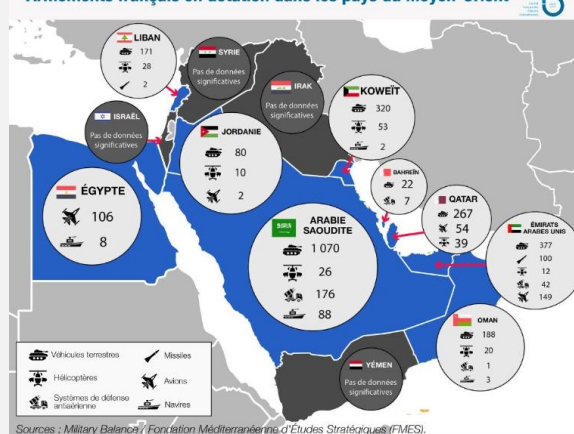 Armements français en dotation dans les pays du Moyen-Orient
LIBAN
171
28
2
SYRIE
Pas de données
significatives
IRAK
Pas de données
significatives
KOWEÏT
320
53
2
ISRAËL
Pas de données
significatives
JORDANIE
80
10
2
BAHREÏN
22
7
QATAR
267
54
39
ÉGYPTE
106
8
ARABIE
SAOUDITE
1 070
26
176
88
ÉMIRATS
ARABES UNIS
377
100
12
42
149
OMAN
188
20
1
3
YÉMEN
Pas de données
significatives
Véhicules terrestres
Missiles
Hélicoptères
Avions
Systèmes de défense
antiaérienne
Navires
Sources : Military Balance / Fondation Méditerranéenne d'Études Stratégiques (FMES).